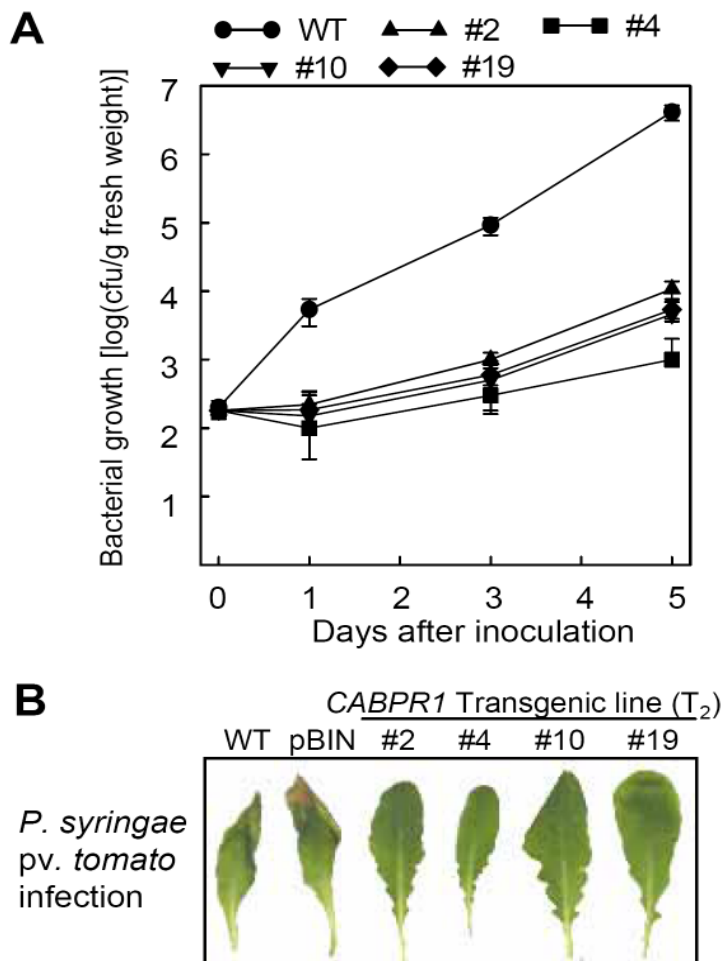 A
WT #2 #4
#10 #19
Bacterial growth [log(cfu/g fresh weight)]
7
6
5
4
3
2
1
0 1 2 3 4 5
Days after inoculation
B
CABPR1 Transgenic line (T2)
WT pBIN #2 #4 #10 #19
P. syringae
pv. tomato
infection